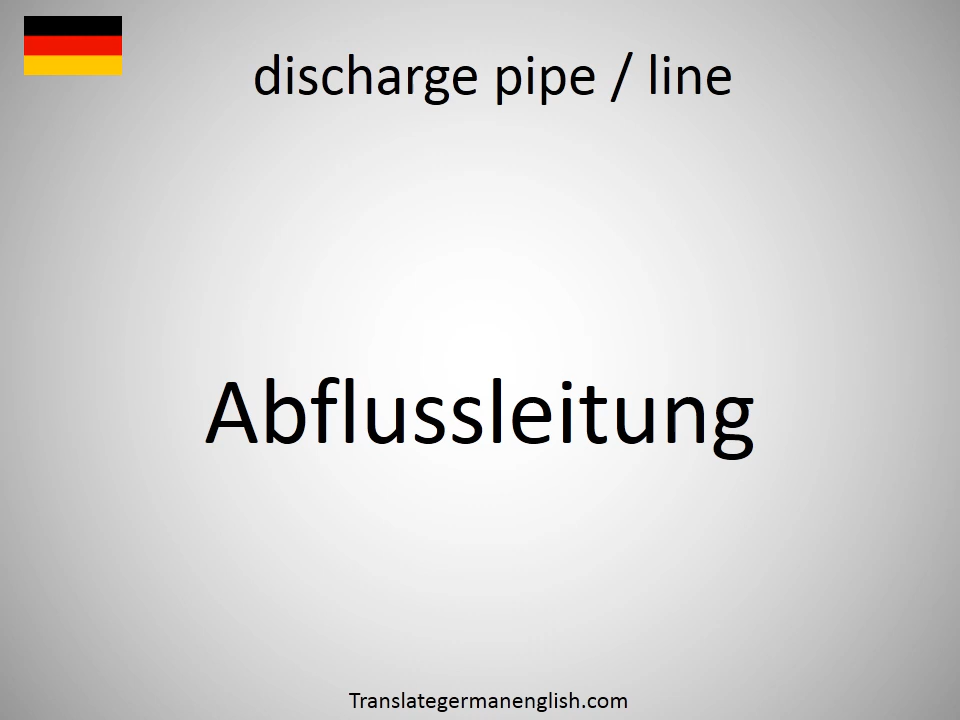 discharge pipe / line
Abflussleitung
Translategermanenglish.com